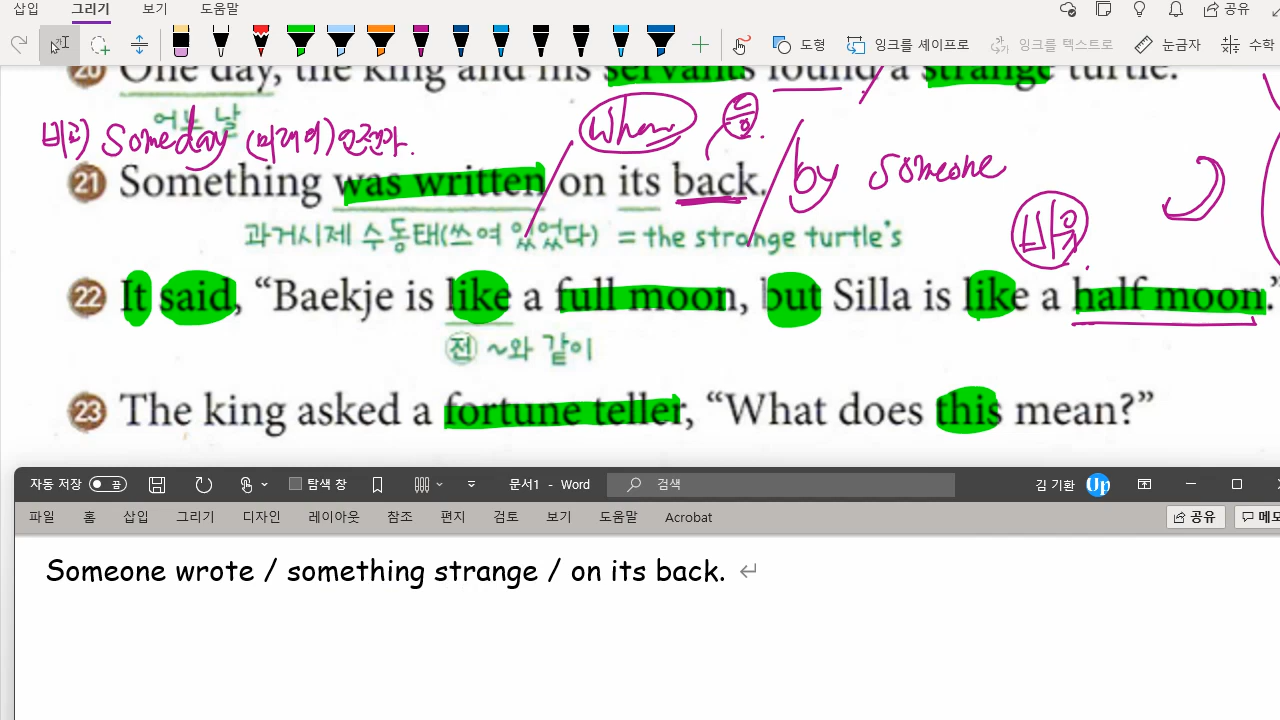 삽입 그리기 보기 도움말 공유
도형 잉크를 셰이프로 잉크를 텍스트로 눈금자 수학
20 One day, the king and his servants found a strange turtle.
어느 날
비교) Someday (미래의) 언젠가.
when 등.
21 Something was written on its back. by someone
과거시제 수동태(쓰여 있었다) = the strange turtle's
비유
22 It said, “Baekje is like a full moon, but Silla is like a half moon.”
전 ~와 같이
23 The king asked a fortune teller, “What does this mean?”
자동 저장 끔 탐색 창 문서1 - Word 검색 김 기환 Up
파일 홈 삽입 그리기 디자인 레이아웃 참조 편지 검토 보기 도움말 Acrobat 공유 메모
Someone wrote / something strange / on its back.